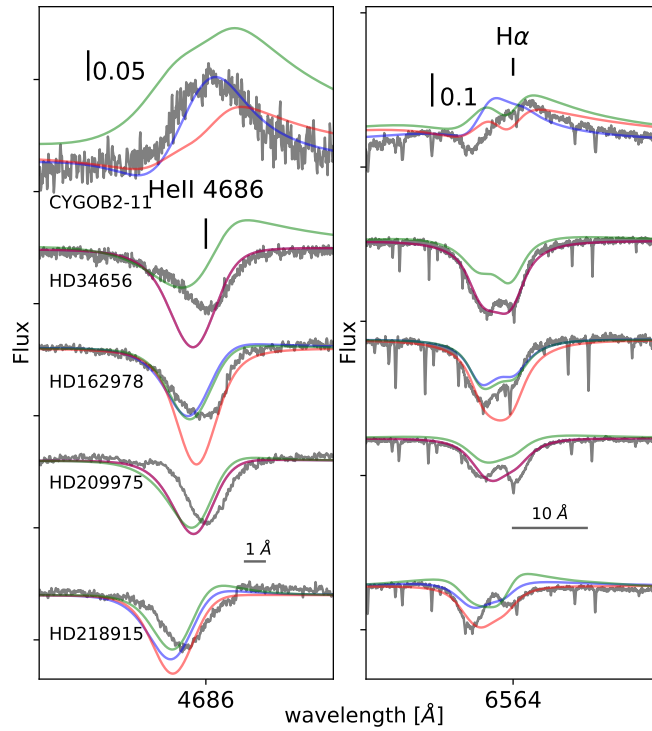 Hα
0.05
0.1
HeII 4686
CYGOB2-11
HD34656
Flux
Flux
HD162978
HD209975
10 Å
1 Å
HD218915
4686
6564
wavelength [Å]